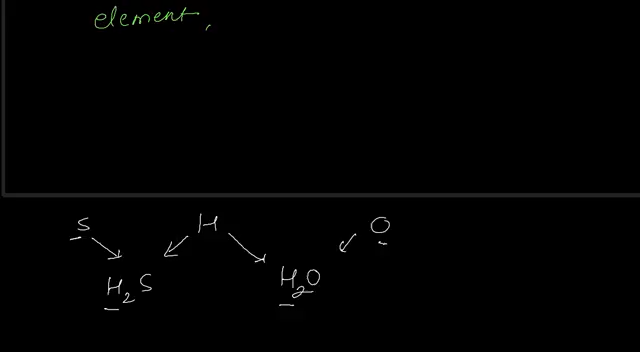 element,
S H O
H₂S H₂O